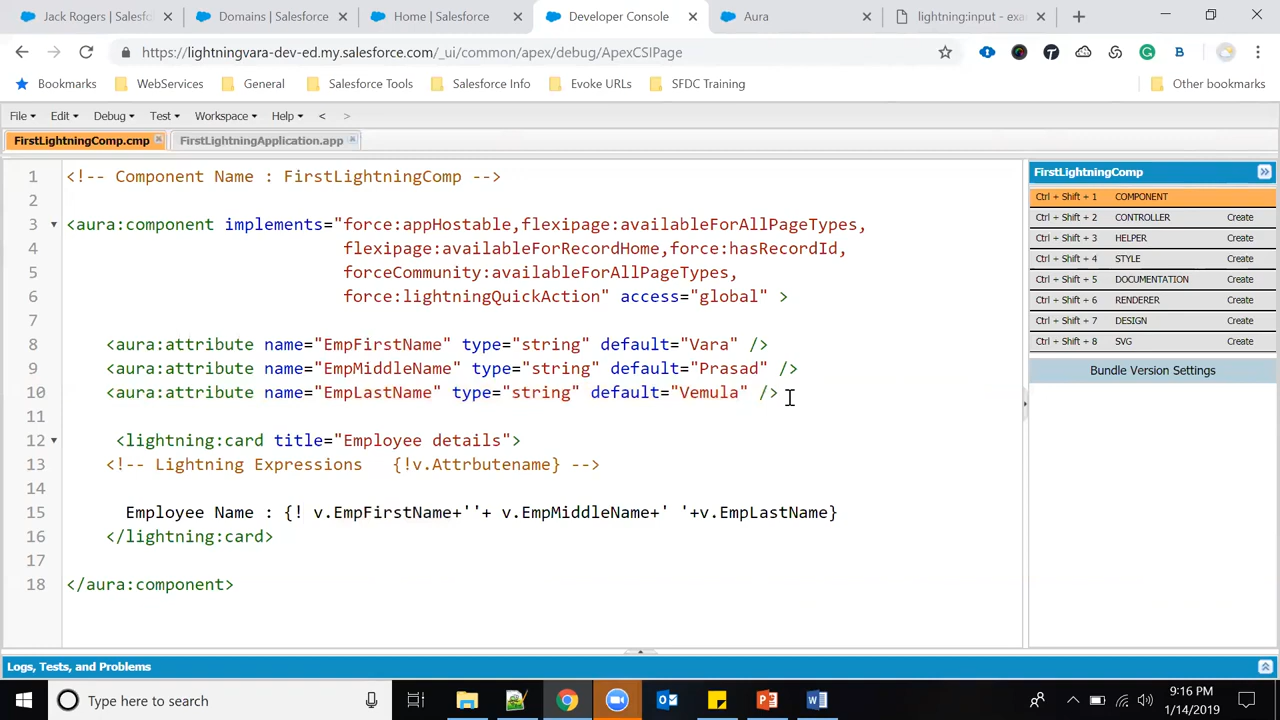 Jack Rogers | Salesfo
Domains | Salesforce
Home | Salesforce
Developer Console
Aura
lightning:input - exa
https://lightningvara-dev-ed.my.salesforce.com/_ui/common/apex/debug/ApexCSIPage
Bookmarks
WebServices
General
Salesforce Tools
Salesforce Info
Evoke URLs
SFDC Training
Other bookmarks
File
Edit
Debug
Test
Workspace
Help
<
>
FirstLightningComp.cmp
FirstLightningApplication.app
1 <!-- Component Name : FirstLightningComp -->
2
3 <aura:component implements="force:appHostable,flexipage:availableForAllPageTypes,
4 flexipage:availableForRecordHome,force:hasRecordId,
5 forceCommunity:availableForAllPageTypes,
6 force:lightningQuickAction" access="global" >
7
8 <aura:attribute name="EmpFirstName" type="string" default="Vara" />
9 <aura:attribute name="EmpMiddleName" type="string" default="Prasad" />
10 <aura:attribute name="EmpLastName" type="string" default="Vemula" />
11
12 <lightning:card title="Employee details">
13 <!-- Lightning Expressions {!v.Attrbutename} -->
14
15 Employee Name : {! v.EmpFirstName+''+ v.EmpMiddleName+' '+v.EmpLastName}
16 </lightning:card>
17
18 </aura:component>
FirstLightningComp
Ctrl + Shift + 1 COMPONENT
Ctrl + Shift + 2 CONTROLLER Create
Ctrl + Shift + 3 HELPER Create
Ctrl + Shift + 4 STYLE Create
Ctrl + Shift + 5 DOCUMENTATION Create
Ctrl + Shift + 6 RENDERER Create
Ctrl + Shift + 7 DESIGN Create
Ctrl + Shift + 8 SVG Create
Bundle Version Settings
Logs, Tests, and Problems
Type here to search
9:16 PM
1/14/2019